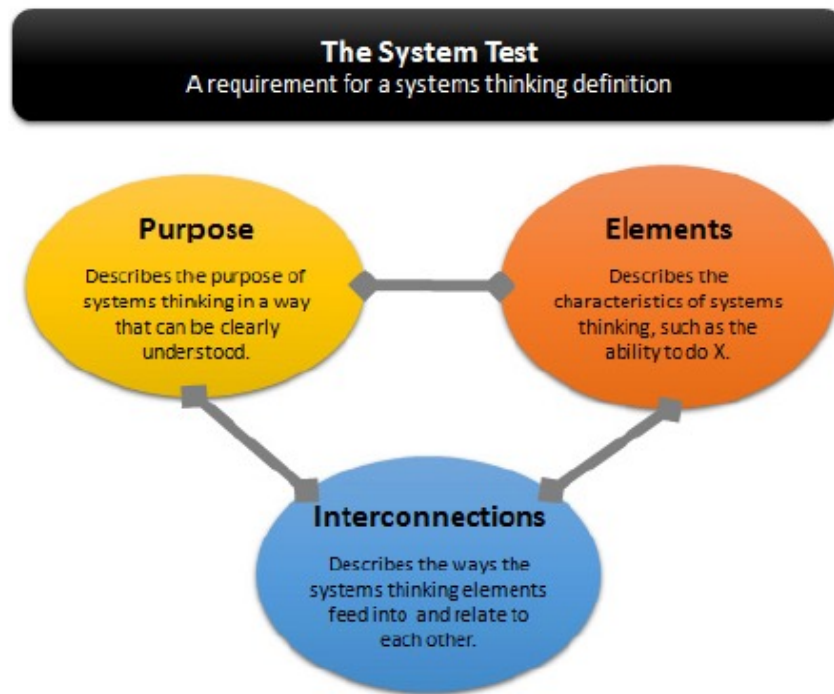 The System Test
A requirement for a systems thinking definition
Purpose
Describes the purpose of
systems thinking in a way
that can be clearly
understood.
Elements
Describes the
characteristics of systems
thinking, such as the
ability to do X.
Interconnections
Describes the ways the
systems thinking elements
feed into and relate to
each other.